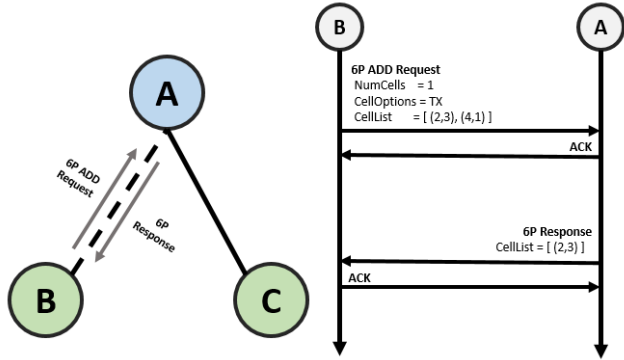 A
6P ADD
Request
6P
Response
B
C
B
A
6P ADD Request
NumCells = 1
CellOptions = TX
CellList = [ (2,3), (4,1) ]
ACK
6P Response
CellList = [ (2,3) ]
ACK